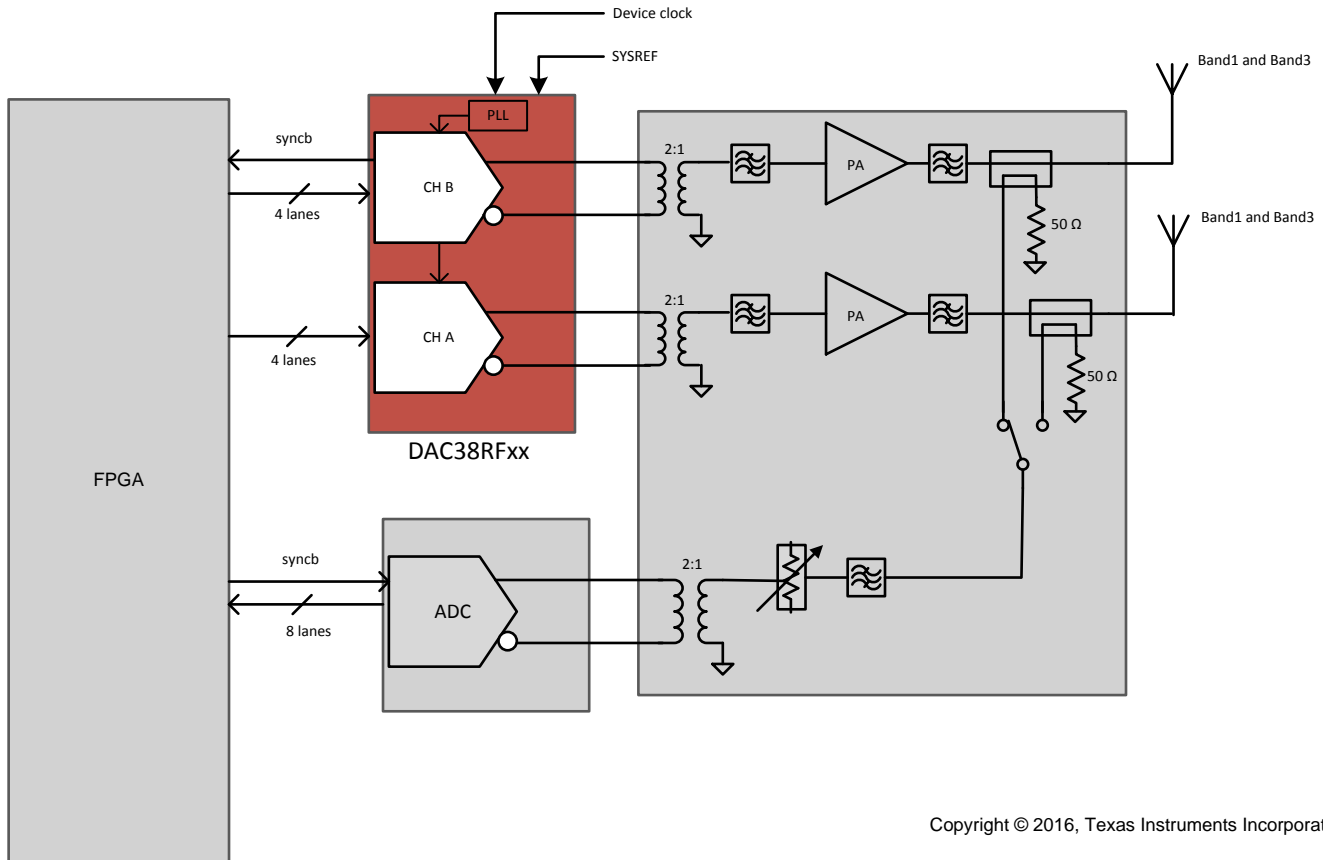 Device clock
SYSREF
Band1 and Band3
PLL
syncb
2:1
PA
CH B
4 lanes
50 Ω
Band1 and Band3
2:1
PA
CH A
4 lanes
50 Ω
DAC38RFxx
FPGA
syncb
2:1
ADC
8 lanes
Copyright © 2016, Texas Instruments Incorporat